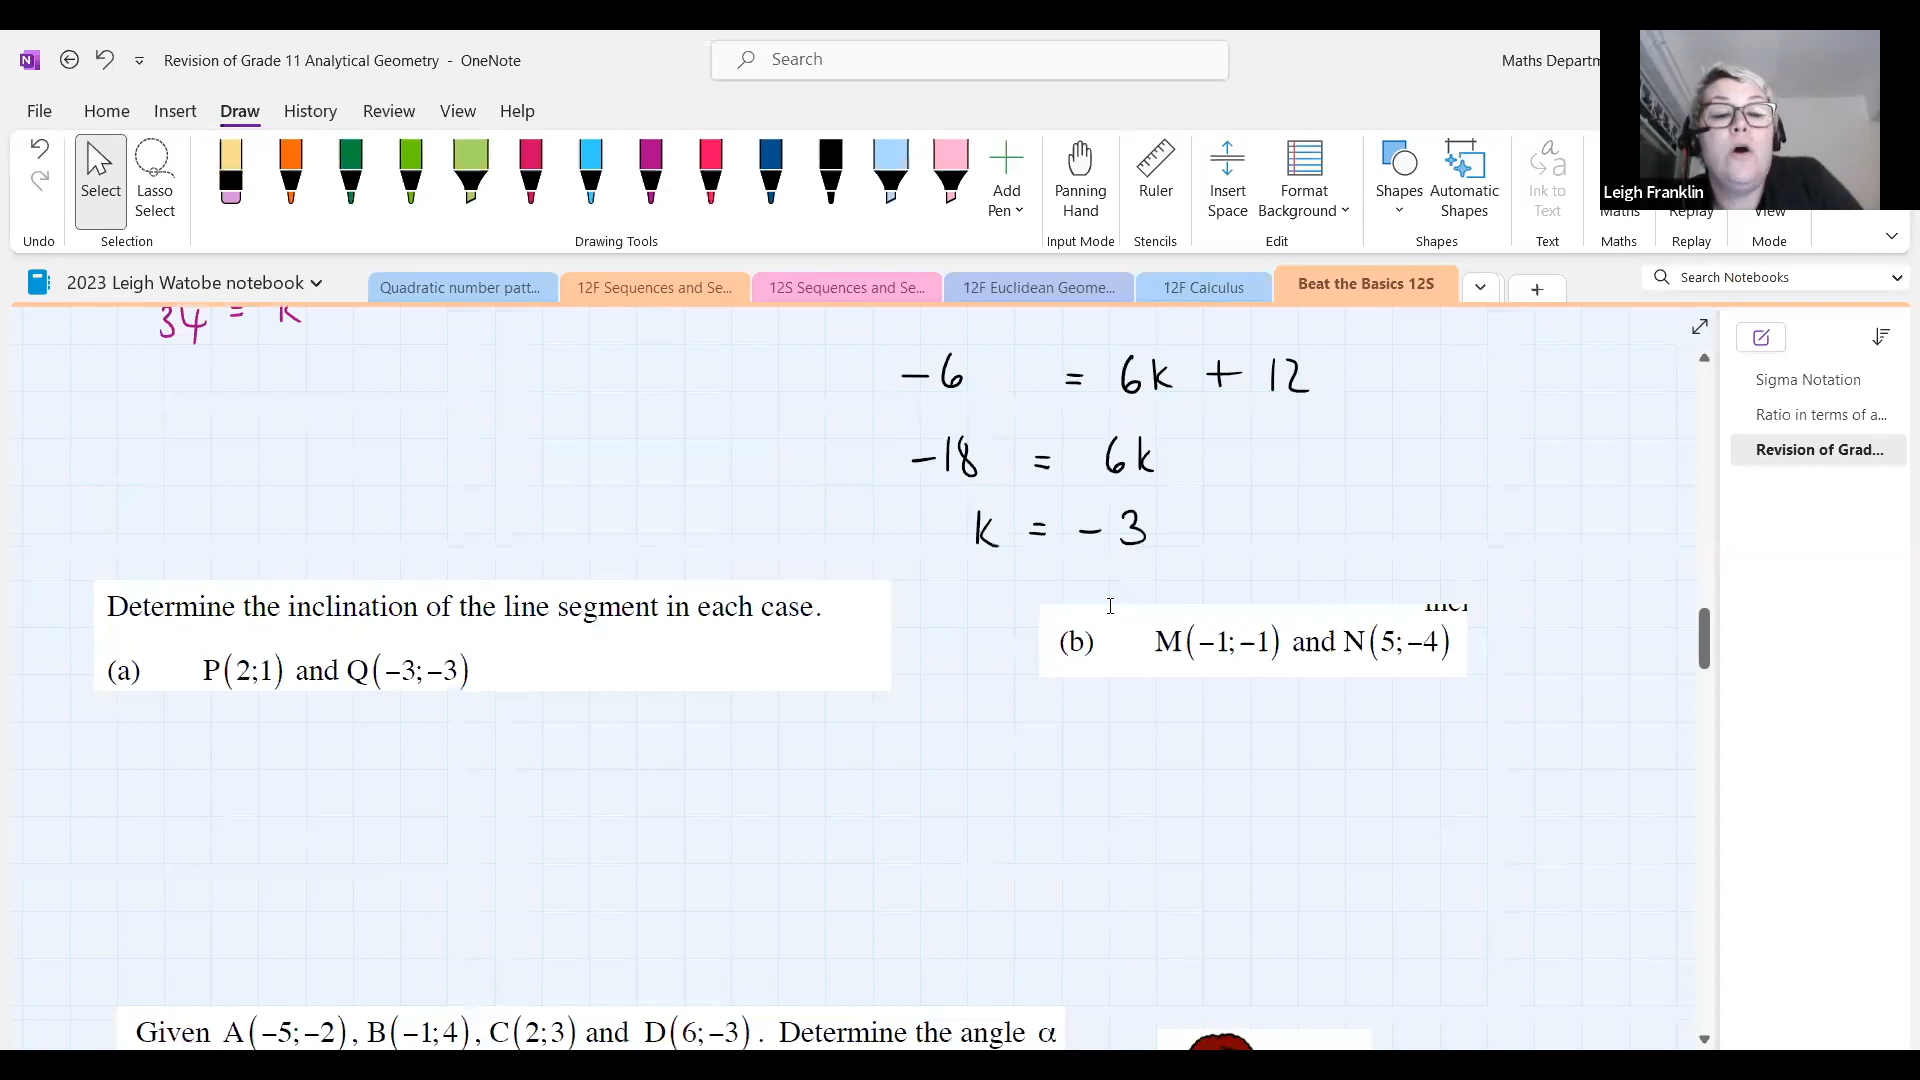 Revision of Grade 11 Analytical Geometry - OneNote
Search
Maths Departm
File Home Insert Draw History Review View Help
Select
Lasso Select
Add Pen
Panning Hand
Ruler
Insert Space
Format Background
Shapes
Automatic Shapes
Ink to Text
Maths
Replay
View
Leigh Franklin
Undo
Selection
Drawing Tools
Input Mode
Stencils
Edit
Shapes
Text
Maths
Replay
Mode
2023 Leigh Watobe notebook
Quadratic number patt...
12F Sequences and Se...
12S Sequences and Se...
12F Euclidean Geome...
12F Calculus
Beat the Basics 12S
+
Search Notebooks
Sigma Notation
Ratio in terms of a...
Revision of Grad...
34 = k
-6 = 6k + 12
-18 = 6k
k = -3
Determine the inclination of the line segment in each case.
(a) P(2;1) and Q(−3;−3)
(b) M(−1;−1) and N(5;−4)
Given A(−5;−2), B(−1;4), C(2;3) and D(6;−3). Determine the angle α